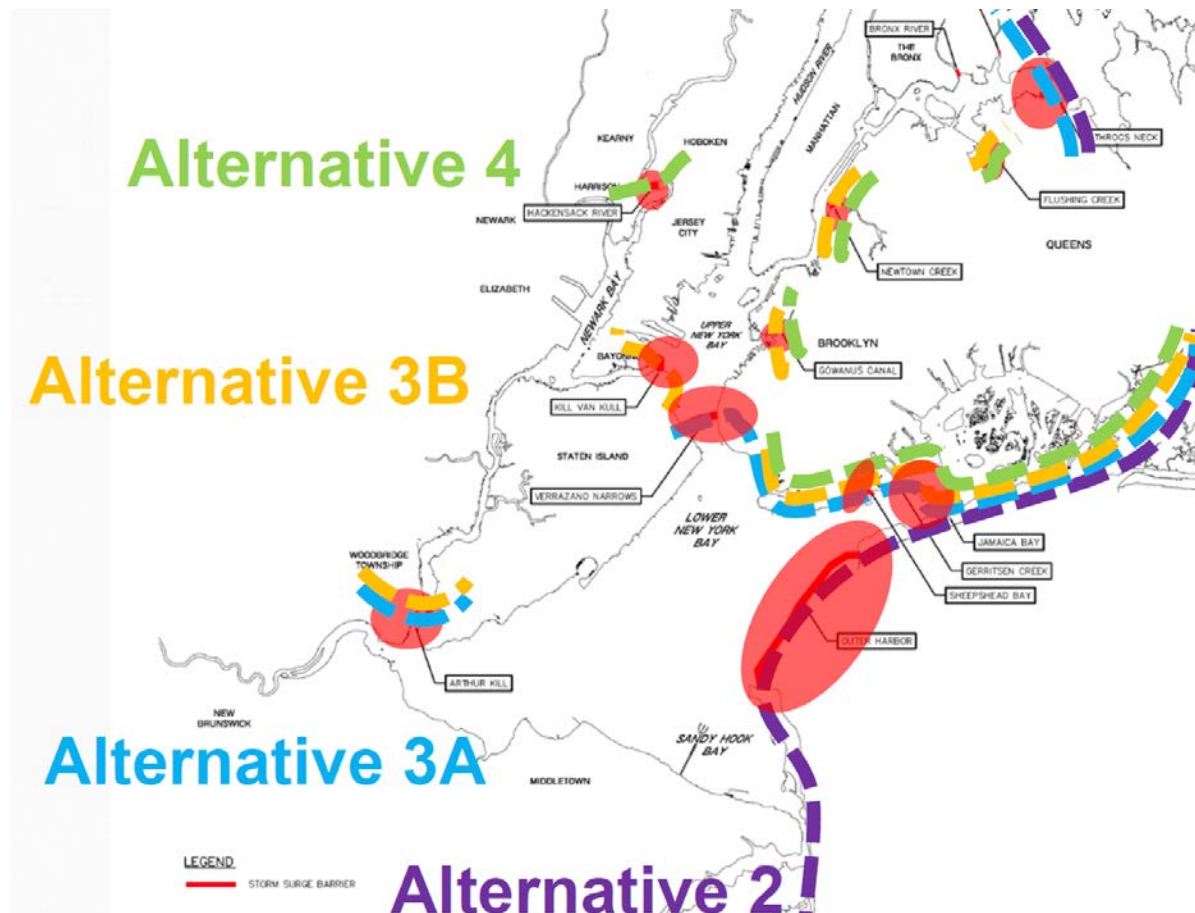 BRONX RIVER
THE
BRONX
HUDSON RIVER
MANHATTAN
THROGS NECK
KEARNY
HOBOKEN
Alternative 4
HARRISON
HACKENSACK RIVER
NEWARK
JERSEY
CITY
FLUSHING CREEK
QUEENS
NEWTOWN CREEK
ELIZABETH
NEWARK BAY
UPPER
NEW YORK
BAY
BROOKLYN
BAYONNE
GOWANUS CANAL
Alternative 3B
KILL VAN KULL
STATEN ISLAND
VERRAZANO NARROWS
LOWER
NEW YORK
BAY
JAMAICA BAY
WOODBRIDGE
TOWNSHIP
GERRITSEN CREEK
SHEEPSHEAD BAY
OUTER HARBOR
ARTHUR KILL
NEW
BRUNSWICK
SANDY HOOK
BAY
Alternative 3A
MIDDLETOWN
LEGEND
STORM SURGE BARRIER
Alternative 2